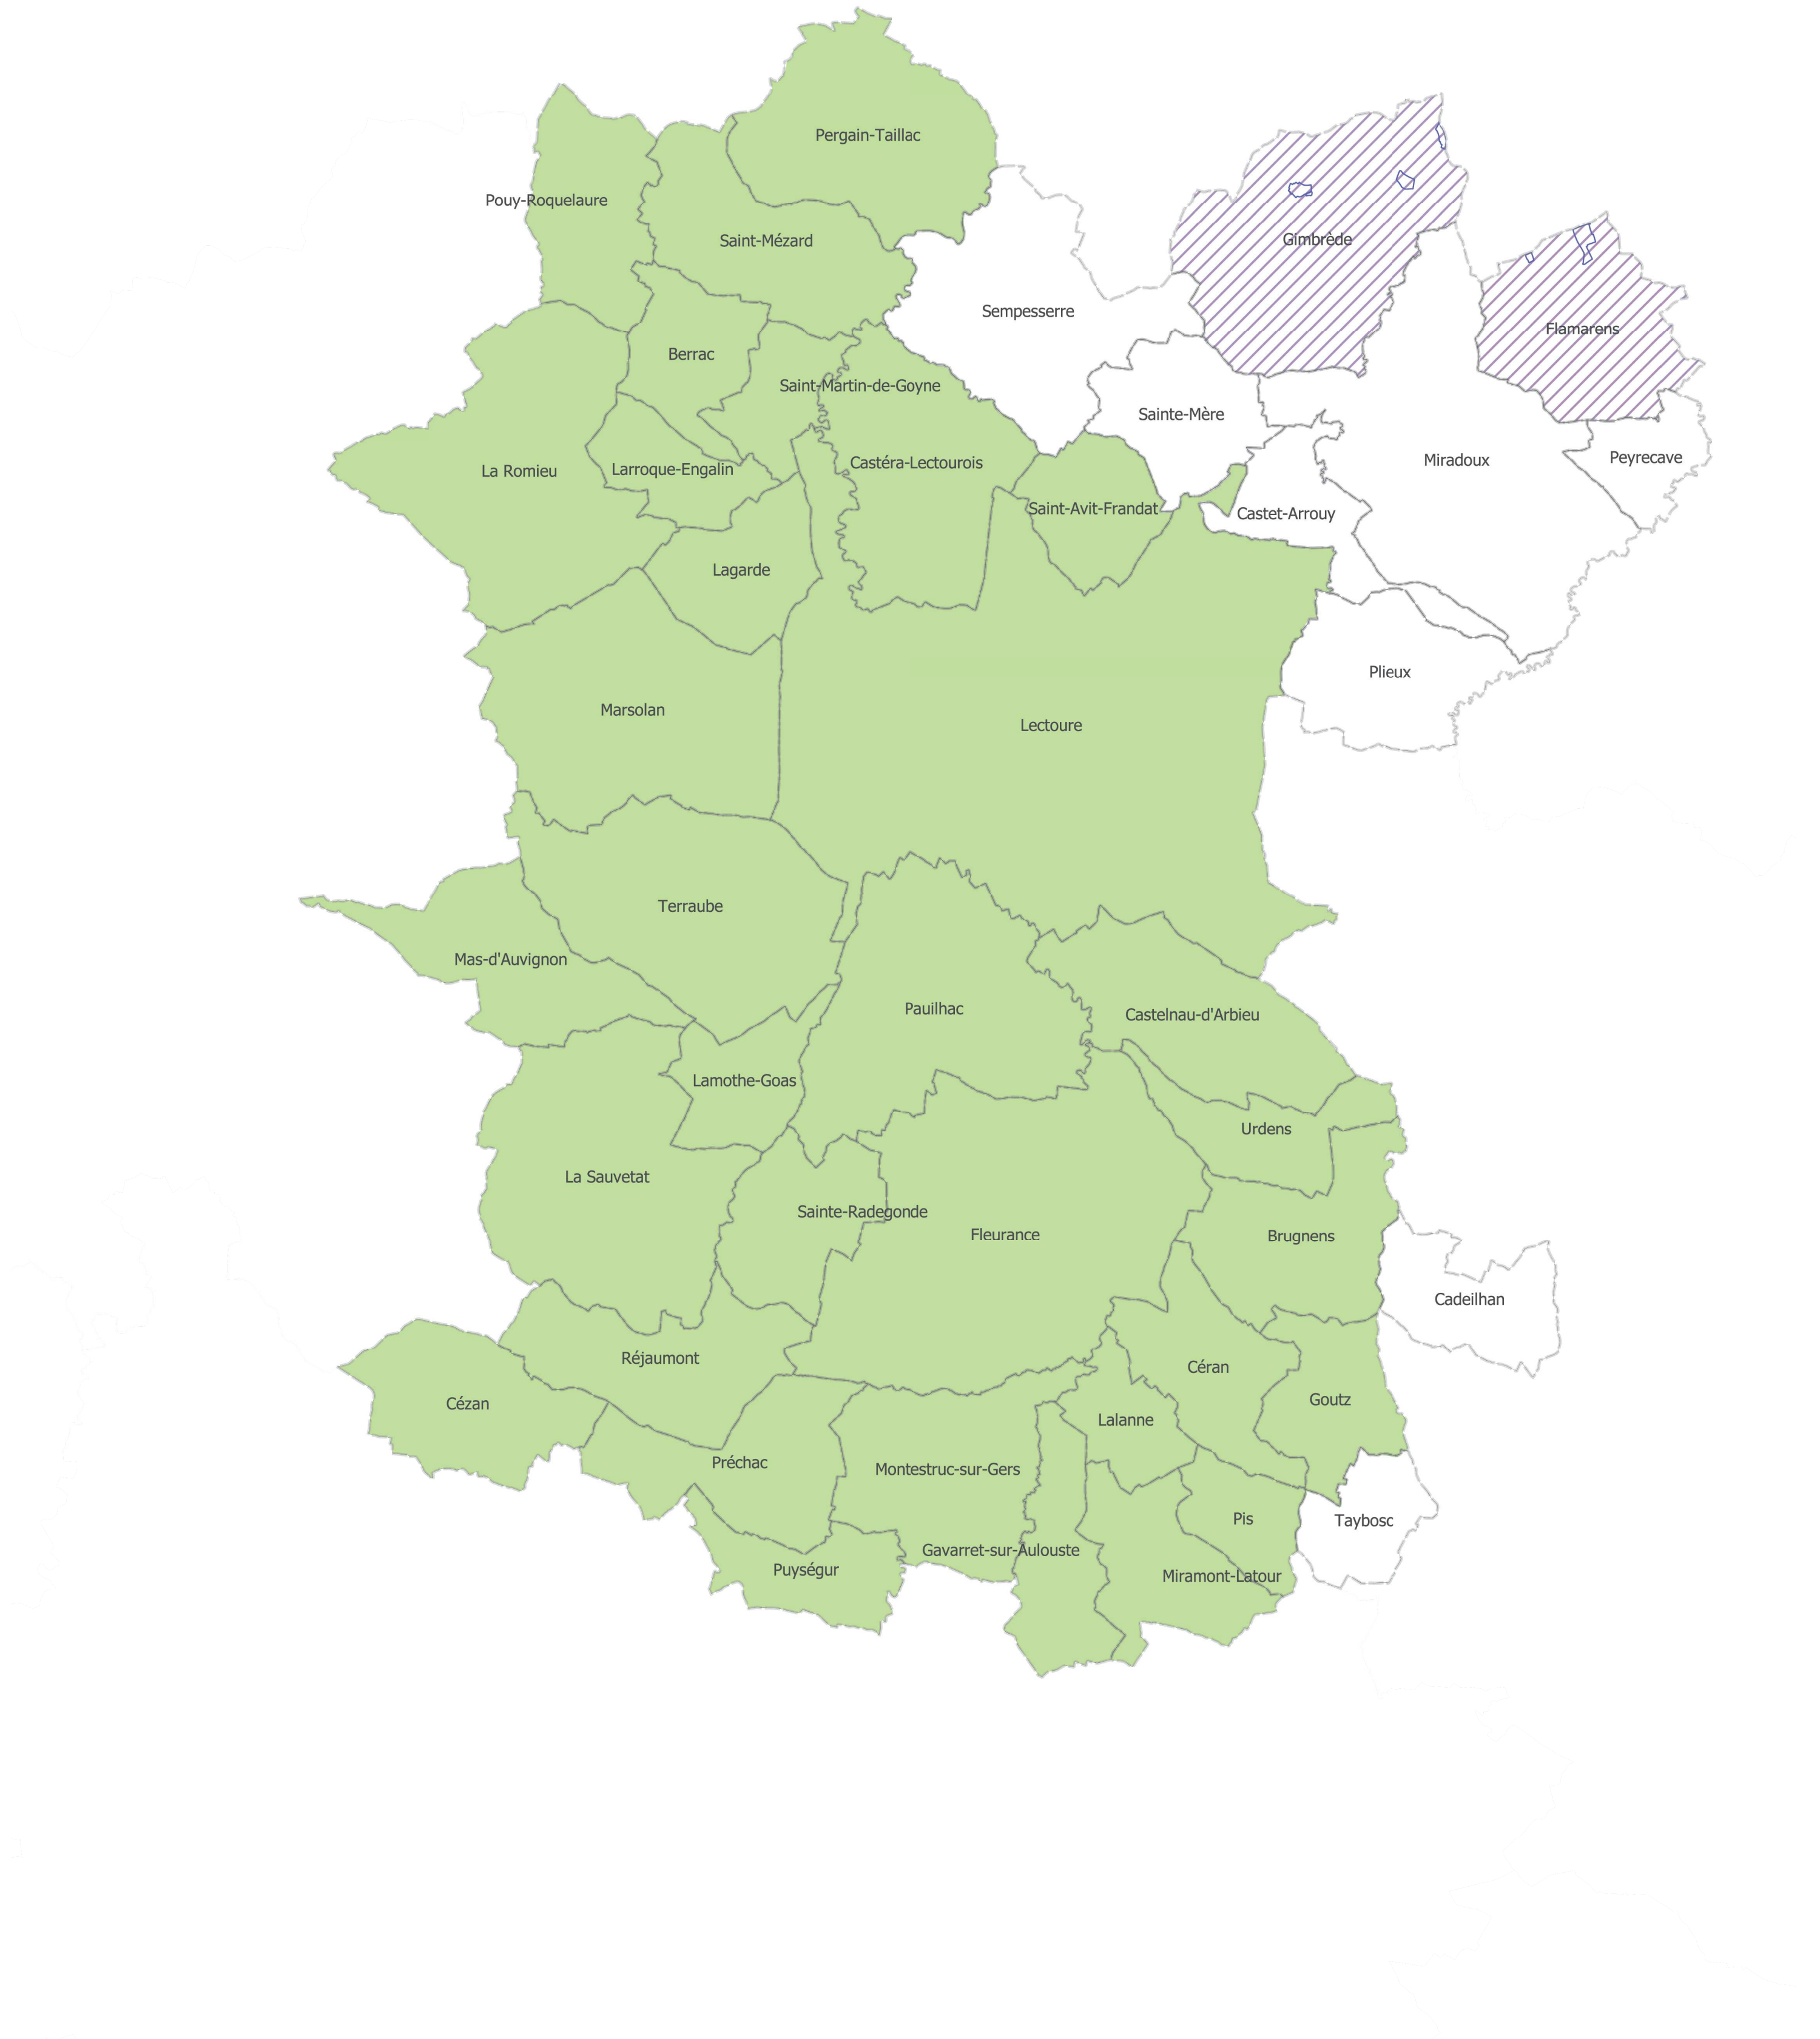 Pergain-Taillac
Pouy-Roquelaure
Saint-Mézard
Gimbrède
Sempesserre
Flamarens
Berrac
Saint-Martin-de-Goyne
Sainte-Mère
La Romieu
Larroque-Engalin
Castéra-Lectourois
Miradoux
Peyrecave
Saint-Avit-Frandat
Castet-Arrouy
Lagarde
Plieux
Marsolan
Lectoure
Terraube
Mas-d'Auvignon
Pauilhac
Castelnau-d'Arbieu
Lamothe-Goas
Urdens
La Sauvetat
Sainte-Radegonde
Fleurance
Brugnens
Cadeilhan
Réjaumont
Céran
Cézan
Goutz
Lalanne
Préchac
Montestruc-sur-Gers
Pis
Taybosc
Gavarret-sur-Aulouste
Puységur
Miramont-Latour